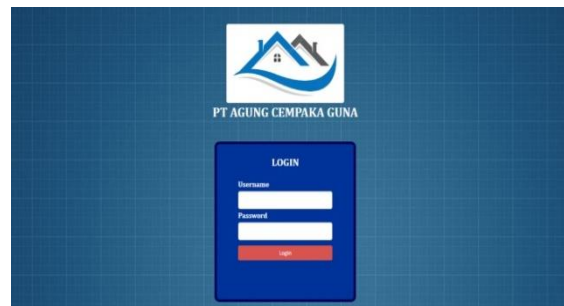 PT AGUNG CEMPAKA GUNA
LOGIN
Username
Password
Login